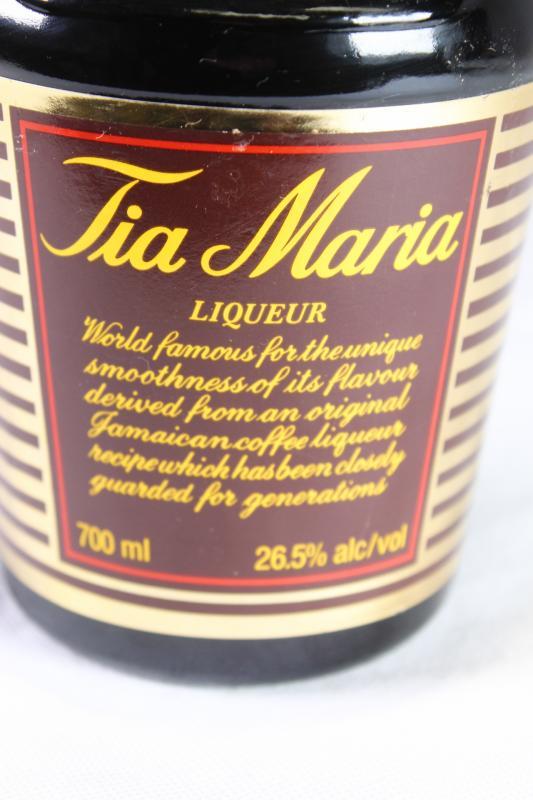 Tia Maria
LIQUEUR
'World famous for the unique
smoothness of its flavour
derived from an original
Jamaican coffee liqueur
recipe which has been closely
guarded for generations'
700 ml 26.5% alc/vol